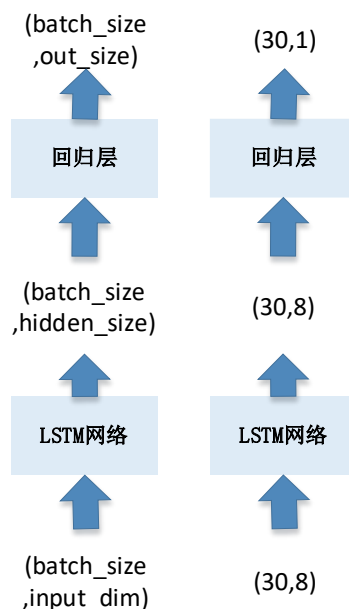 (batch_size
,out_size)
回归层
(batch_size
,hidden_size)
LSTM网络
(batch_size
,input_dim)
(30,1)
回归层
(30,8)
LSTM网络
(30,8)